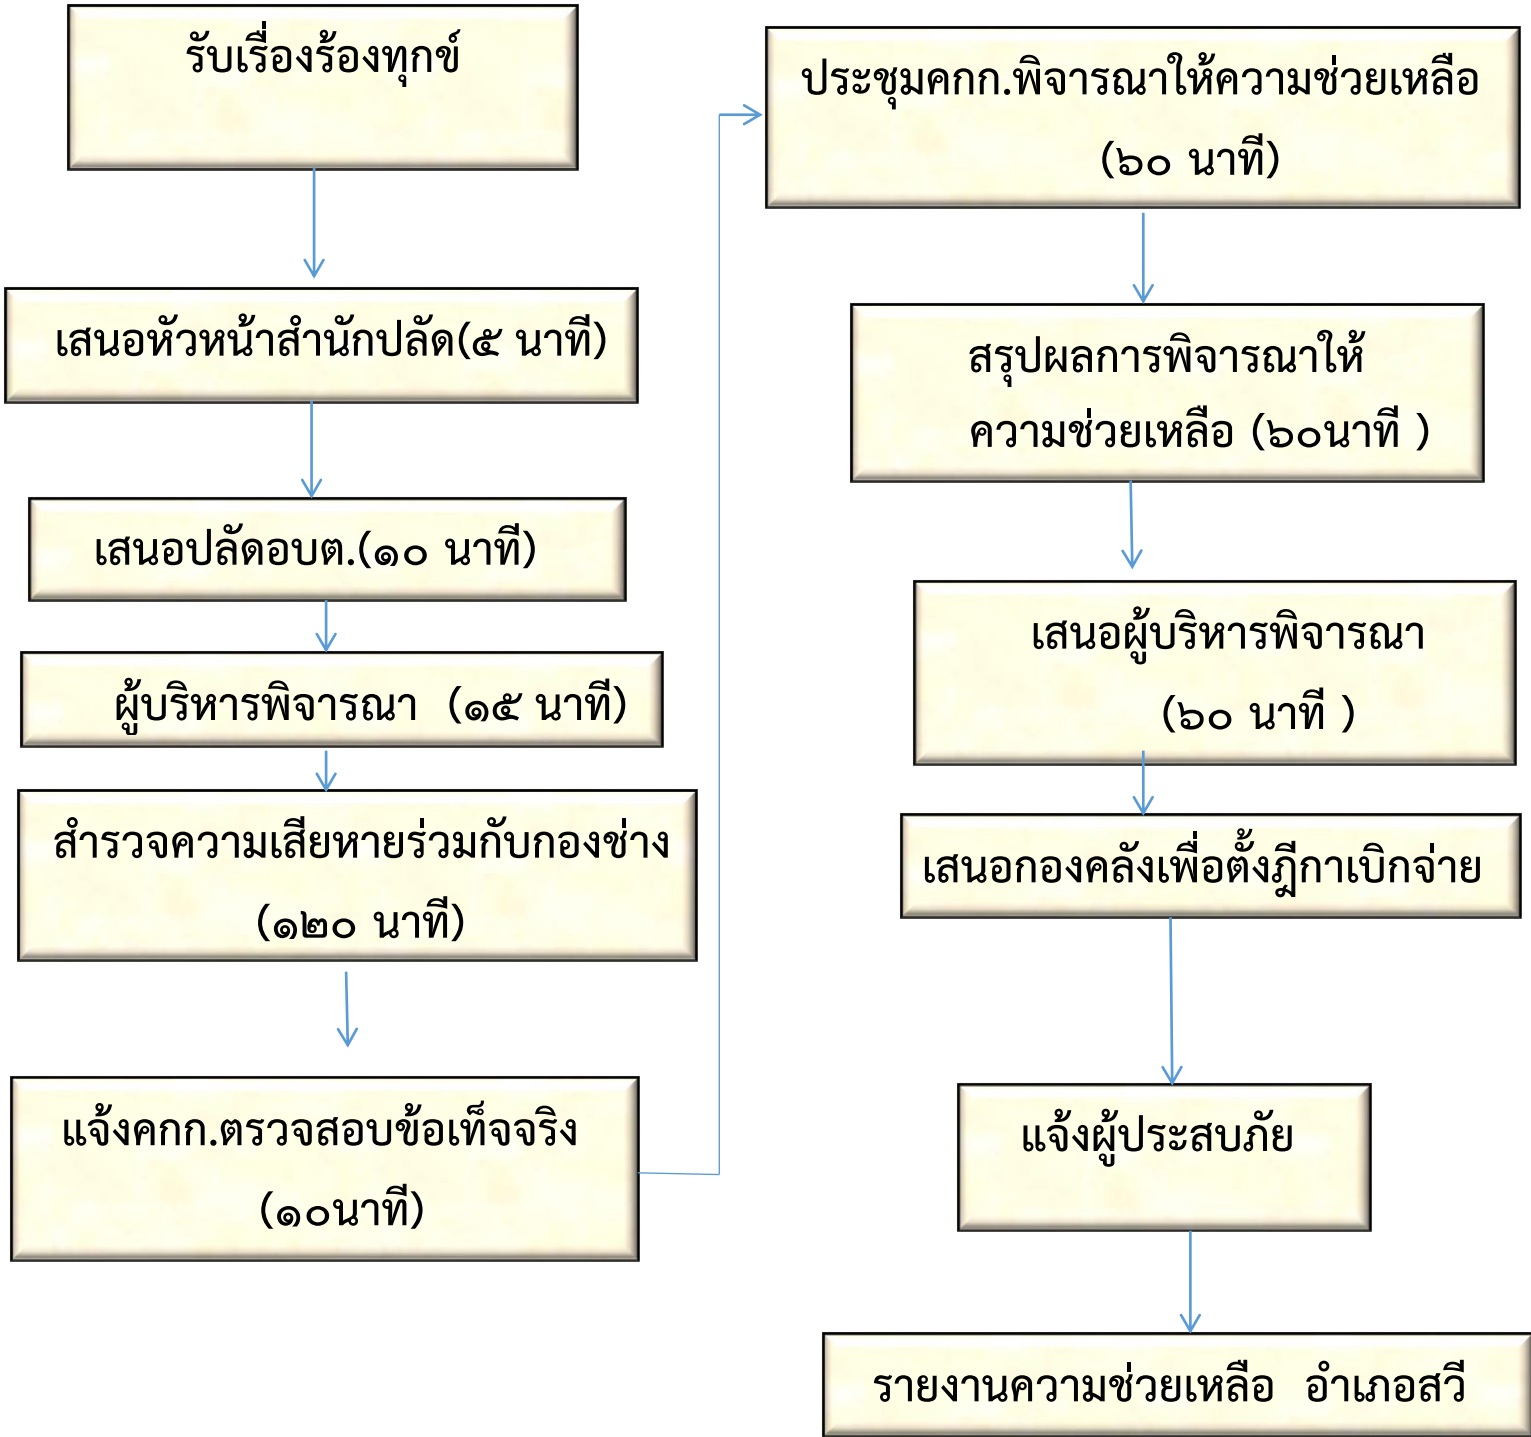 รับเรื่องร้องทุกข์
เสนอหัวหน้าสำนักปลัด(๕ นาที)
เสนอปลัดอบต.(๑๐ นาที)
ผู้บริหารพิจารณา (๑๕ นาที)
สำรวจความเสียหายร่วมกับกองช่าง
(๑๒๐ นาที)
แจ้งคกก.ตรวจสอบข้อเท็จจริง
(๑๐นาที)
ประชุมคกก.พิจารณาให้ความช่วยเหลือ
(๖๐ นาที)
สรุปผลการพิจารณาให้
ความช่วยเหลือ (๖๐นาที )
เสนอผู้บริหารพิจารณา
(๖๐ นาที )
เสนอกองคลังเพื่อตั้งฎีกาเบิกจ่าย
แจ้งผู้ประสบภัย
รายงานความช่วยเหลือ อำเภอสวี